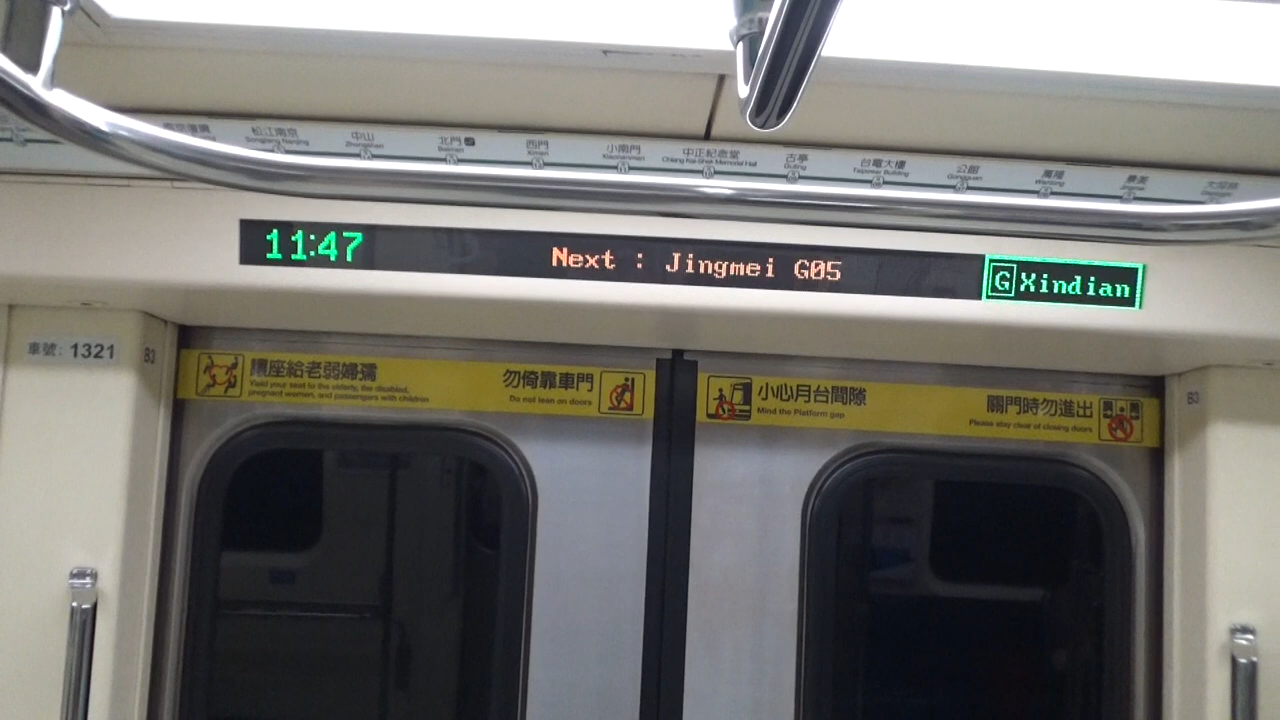 松江南京
Songjiang Nanjing
中山
Zhongshan
北門
Beimen
西門
Ximen
小南門
Xiaonanmen
中正紀念堂
Chiang Kai-Shek Memorial Hall
古亭
Guting
台電大樓
Taipower Building
公館
Gongguan
萬隆
Wanlong
景美
Jingmei
11:47
Next : Jingmei G05
G Xindian
車號: 1321
B3
讓座給老弱婦孺
Yield your seat to the elderly, the disabled,
pregnant women, and passengers with children
勿倚靠車門
Do not lean on doors
小心月台間隙
Mind the Platform gap
關門時勿進出
Please stay clear of closing doors
B3